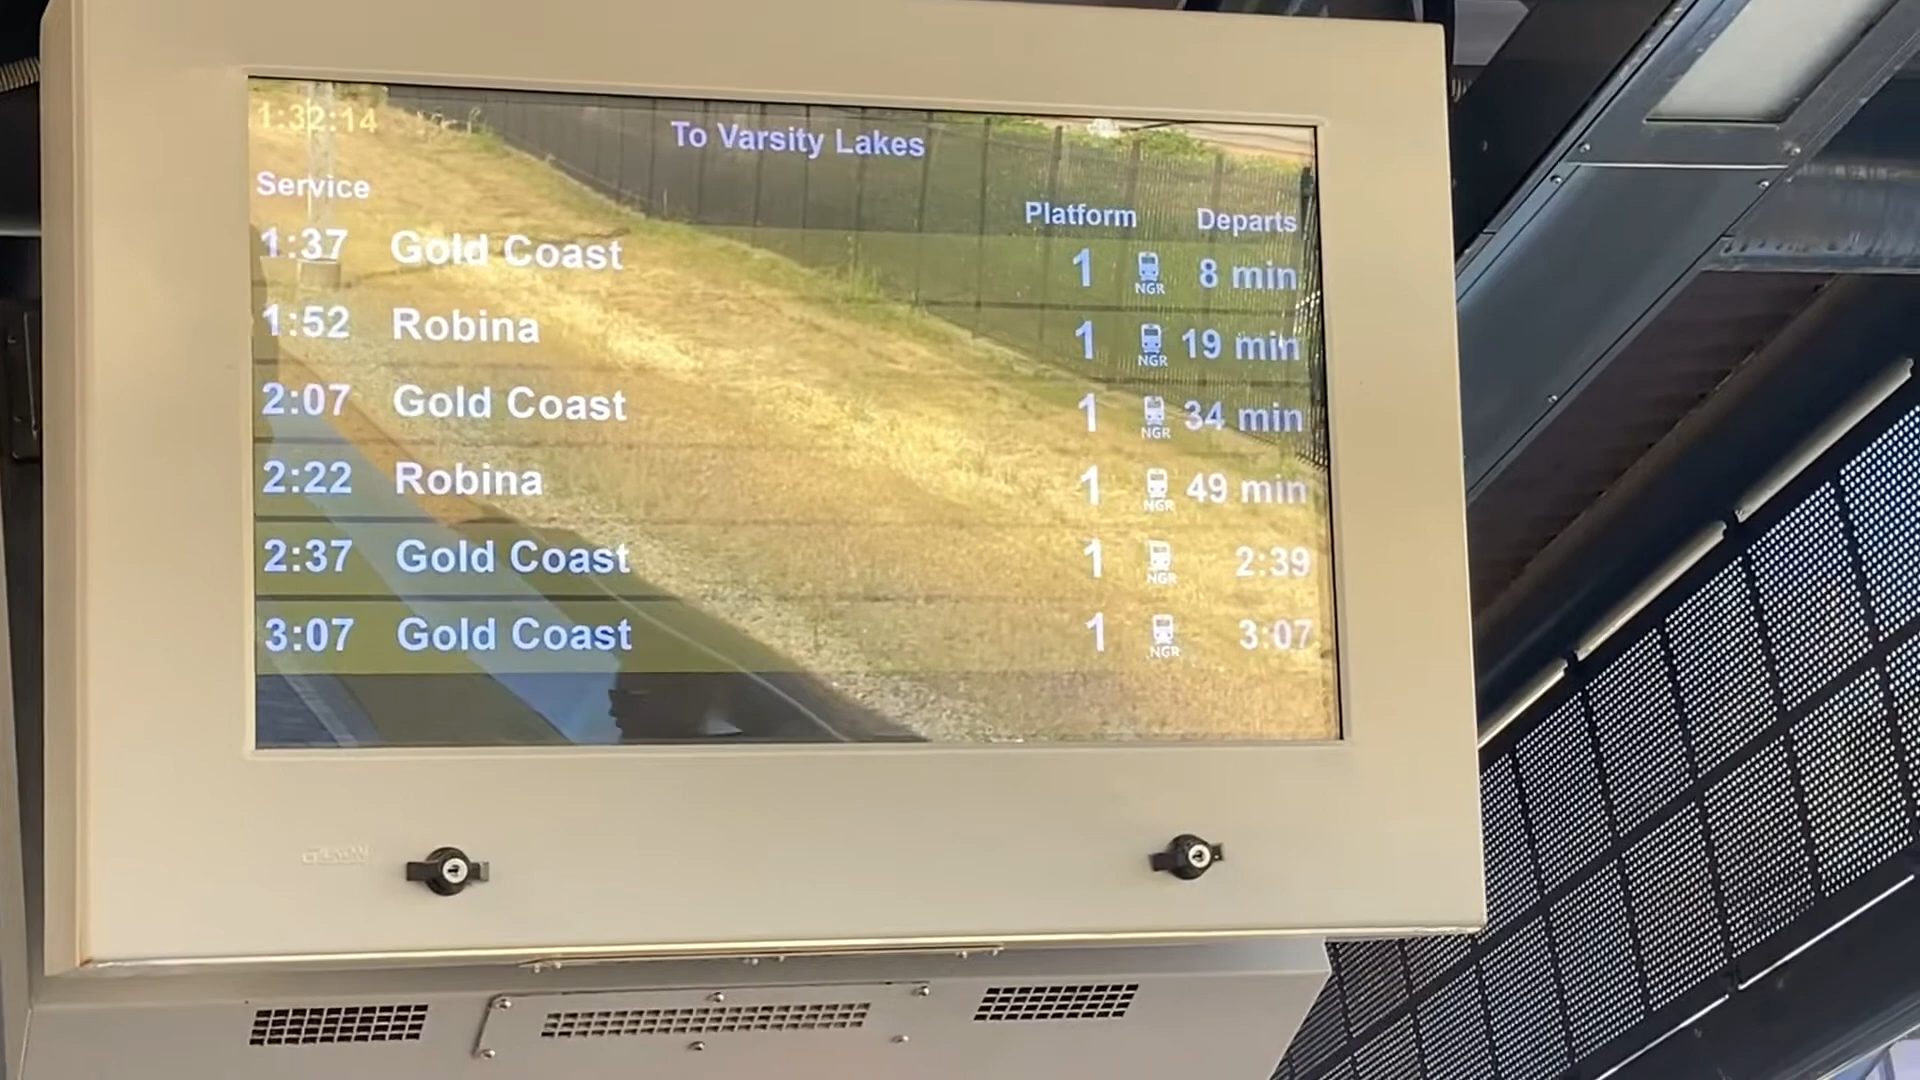 1:32:14
To Varsity Lakes
Service Platform Departs
1:37 Gold Coast 1 NGR 8 min
1:52 Robina 1 NGR 19 min
2:07 Gold Coast 1 NGR 34 min
2:22 Robina 1 NGR 49 min
2:37 Gold Coast 1 NGR 2:39
3:07 Gold Coast 1 NGR 3:07